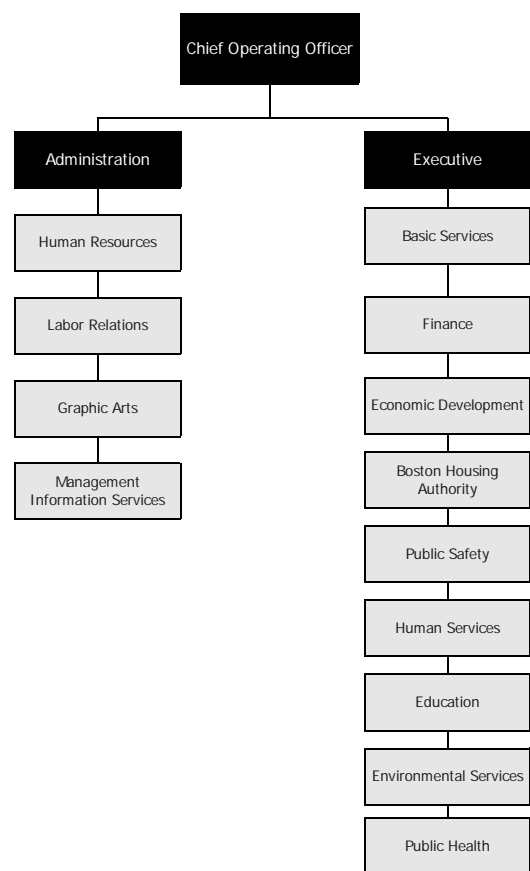 Chief Operating Officer
Administration
Executive
Human Resources
Labor Relations
Graphic Arts
Management
Information Services
Basic Services
Finance
Economic Development
Boston Housing
Authority
Public Safety
Human Services
Education
Environmental Services
Public Health